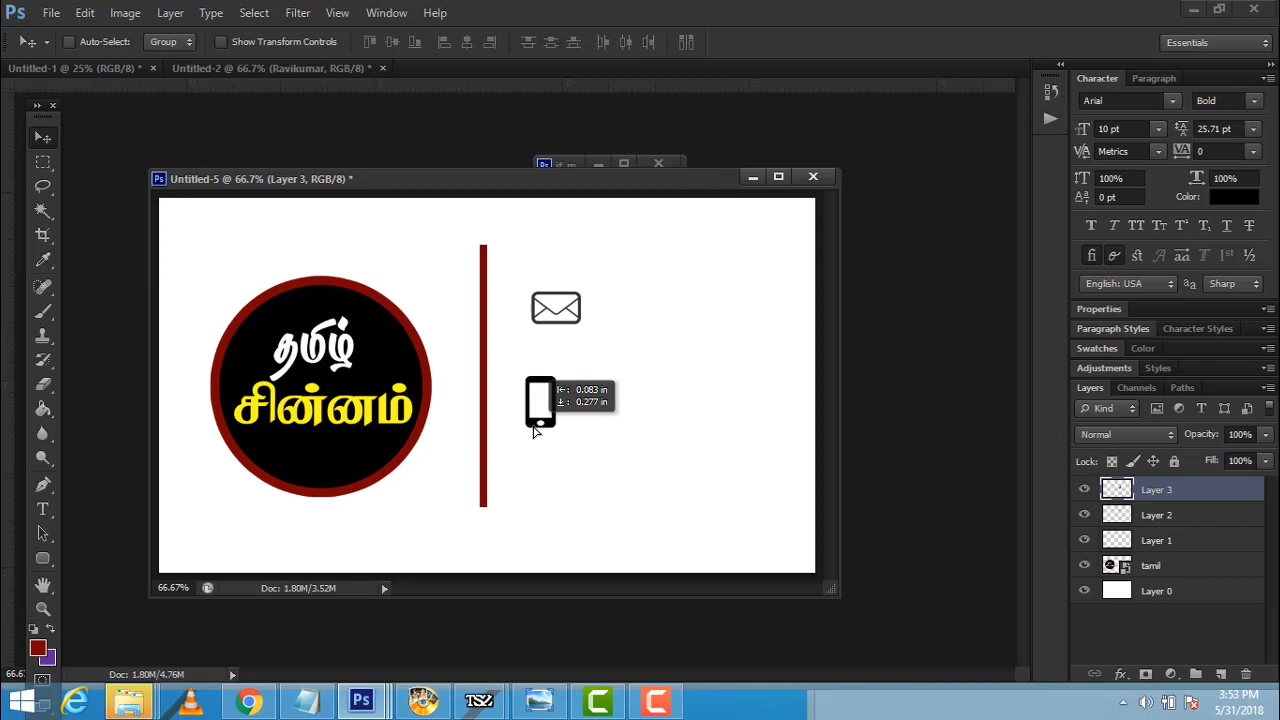 Ps File Edit Image Layer Type Select Filter View Window Help
Auto-Select: Group Show Transform Controls Essentials
Untitled-1 @ 25% (RGB/8) * × Untitled-2 @ 66.7% (Ravikumar, RGB/8) * ×
Character Paragraph
Arial Bold
10 pt 25.71 pt
Metrics 0
100% 100%
0 pt Color:
English: USA Sharp
Properties
Paragraph Styles Character Styles
Swatches Color
Adjustments Styles
Layers Channels Paths
Kind
Normal Opacity: 100%
Lock: Fill: 100%
Layer 3
Layer 2
Layer 1
tamil
Layer 0
Untitled-5 @ 66.7% (Layer 3, RGB/8) *
தமிழ்
சின்னம்
0.083 in
0.277 in
66.67% Doc: 1.80M/3.52M
Doc: 1.80M/4.76M
TSZ
3:53 PM
5/31/2018